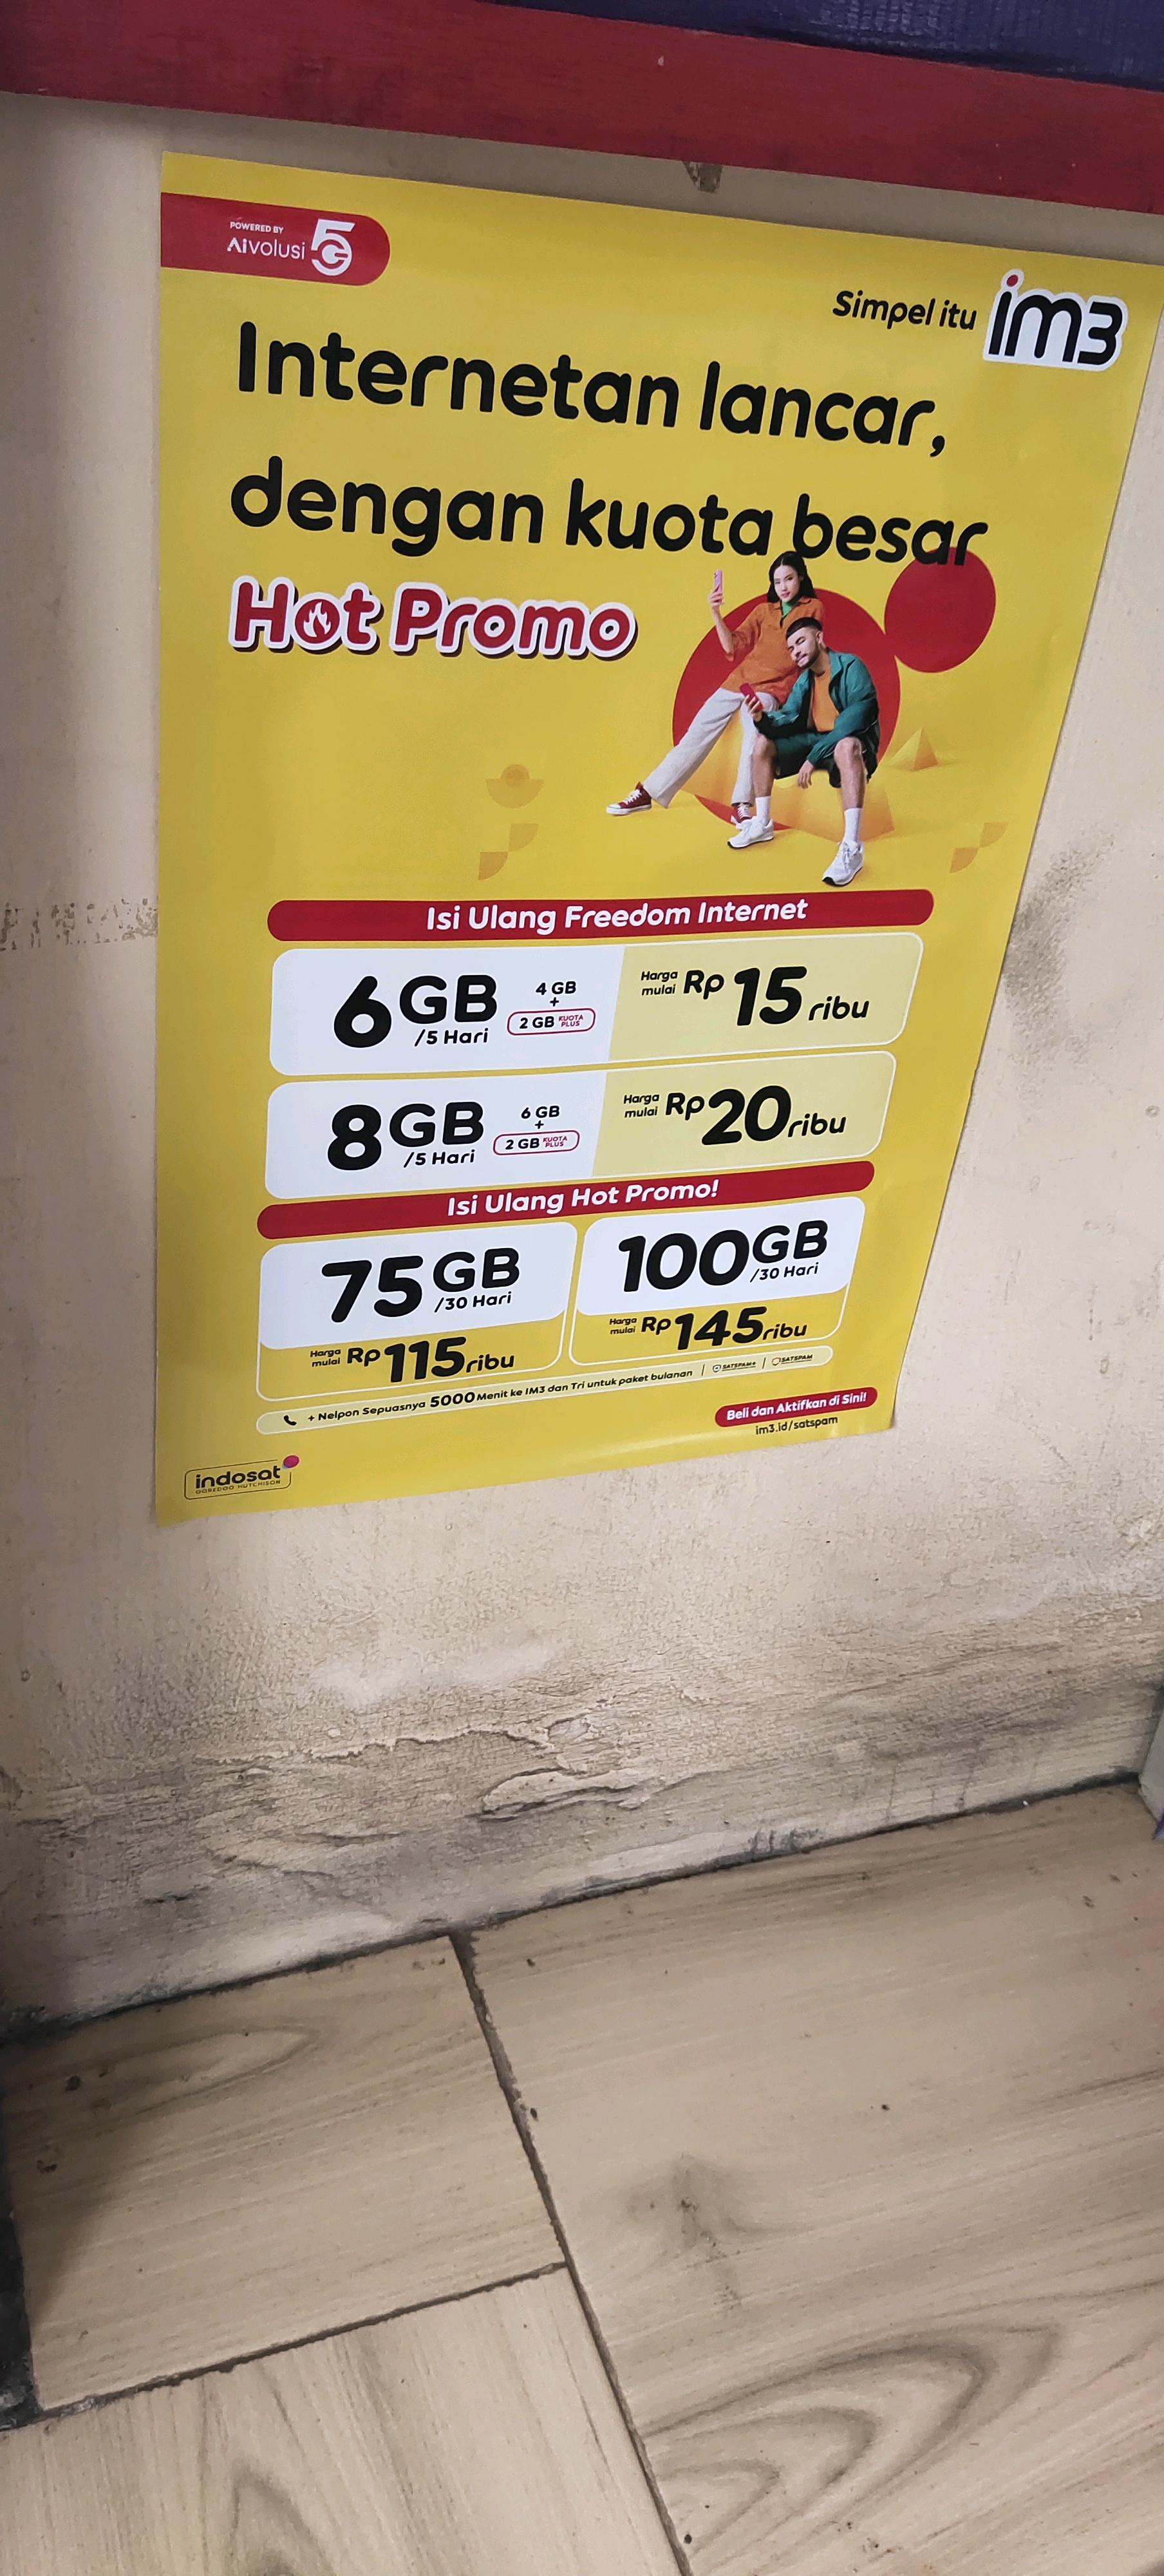 POWERED BY
AIvolusi 5G
Simpel itu im3
Internetan lancar,
dengan kuota besar
Hot Promo
Isi Ulang Freedom Internet
6GB /5 Hari 4 GB + 2 GB KUOTA PLUS Harga mulai Rp 15 ribu
8GB /5 Hari 6 GB + 2 GB KUOTA PLUS Harga mulai Rp 20 ribu
Isi Ulang Hot Promo!
75GB /30 Hari
Harga mulai Rp 115 ribu
100GB /30 Hari
Harga mulai Rp 145 ribu
+ Nelpon Sepuasnya 5000 Menit ke IM3 dan Tri untuk paket bulanan | SATSPAM+ | SATSPAM
Beli dan Aktifkan di Sini!
im3.id/satspam
indosat
OOREDOO HUTCHISON